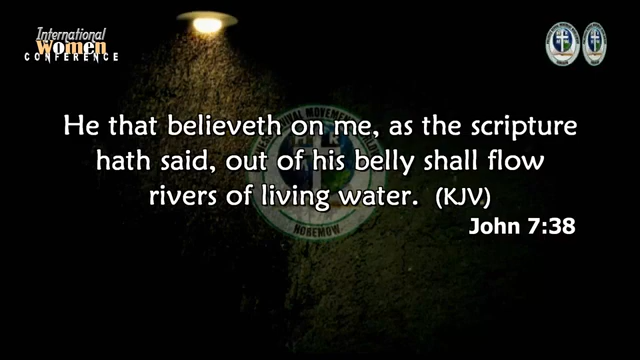 International
Women
CONFERENCE
He that believeth on me, as the scripture
hath said, out of his belly shall flow
rivers of living water. (KJV)
John 7:38
NOREMOW